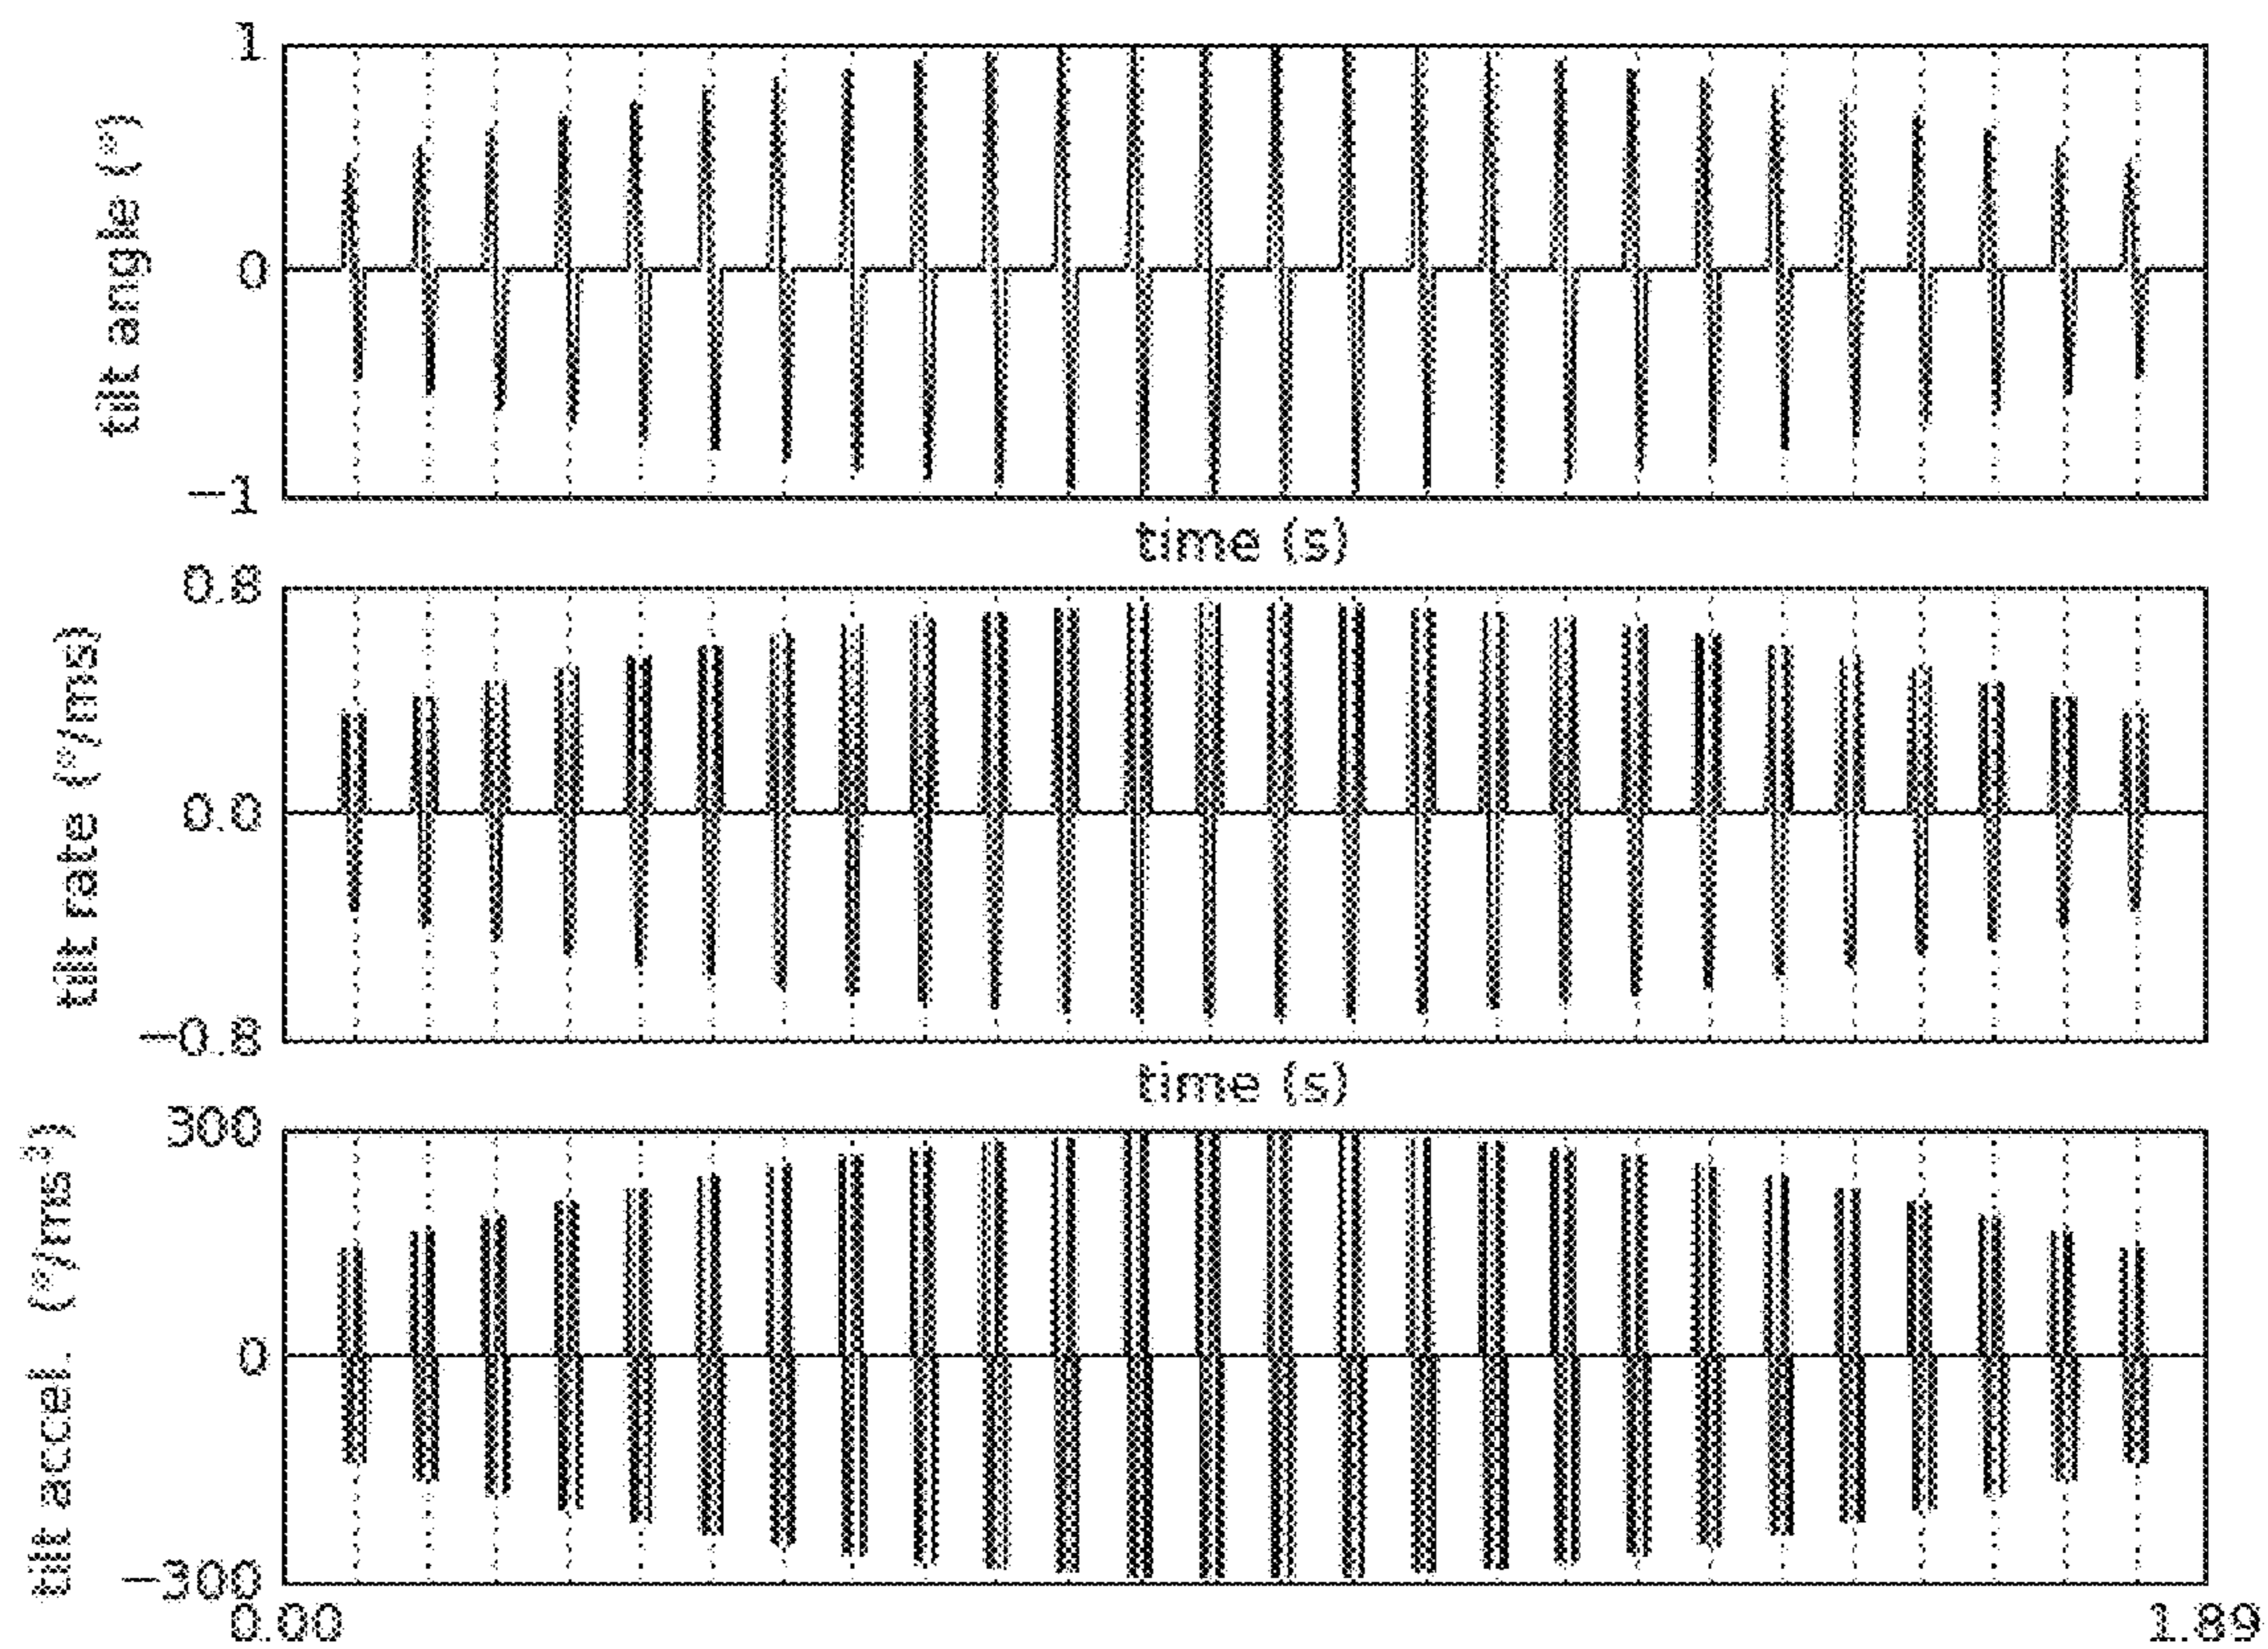 1
tilt angle (°)
0
−1
time (s)
0.8
tilt rate (°/ms)
0.0
−0.8
time (s)
300
tilt accel. (°/ms³)
0
−300
0.00 1.89